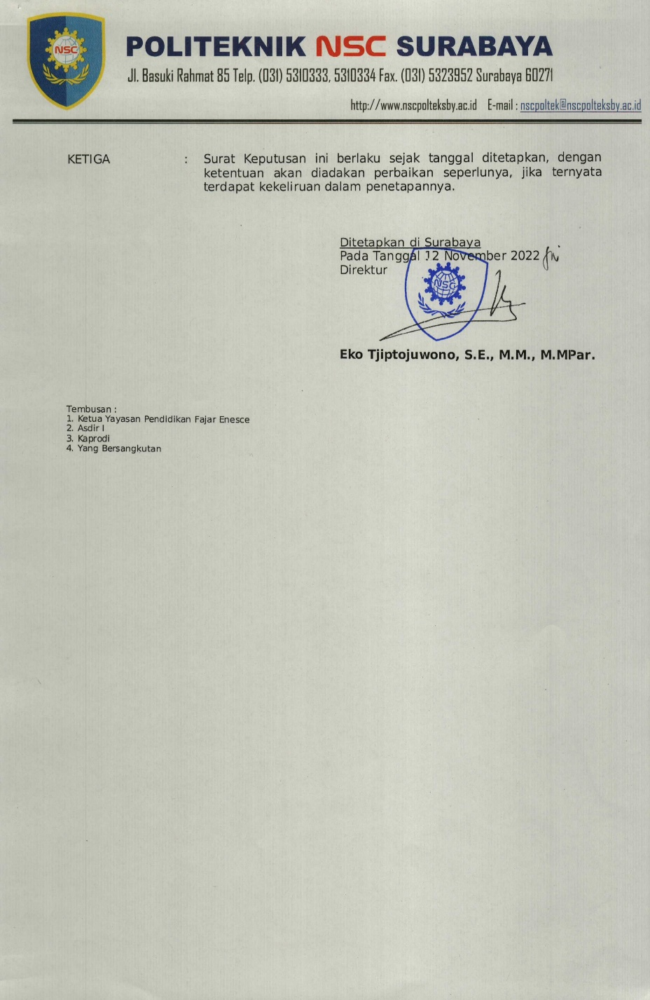 NSC
POLITEKNIK NSC SURABAYA
Jl. Basuki Rahmat 85 Telp. (031) 5310333, 5310334 Fax. (031) 5323952 Surabaya 60271
http://www.nscpolteksby.ac.id E-mail : nscpoltek@nscpolteksby.ac.id
KETIGA : Surat Keputusan ini berlaku sejak tanggal ditetapkan, dengan
ketentuan akan diadakan perbaikan seperlunya, jika ternyata
terdapat kekeliruan dalam penetapannya.
Ditetapkan di Surabaya
Pada Tanggal 12 November 2022
Direktur
NSC
Eko Tjiptojuwono, S.E., M.M., M.MPar.
Tembusan :
1. Ketua Yayasan Pendidikan Fajar Enesce
2. Asdir I
3. Kaprodi
4. Yang Bersangkutan